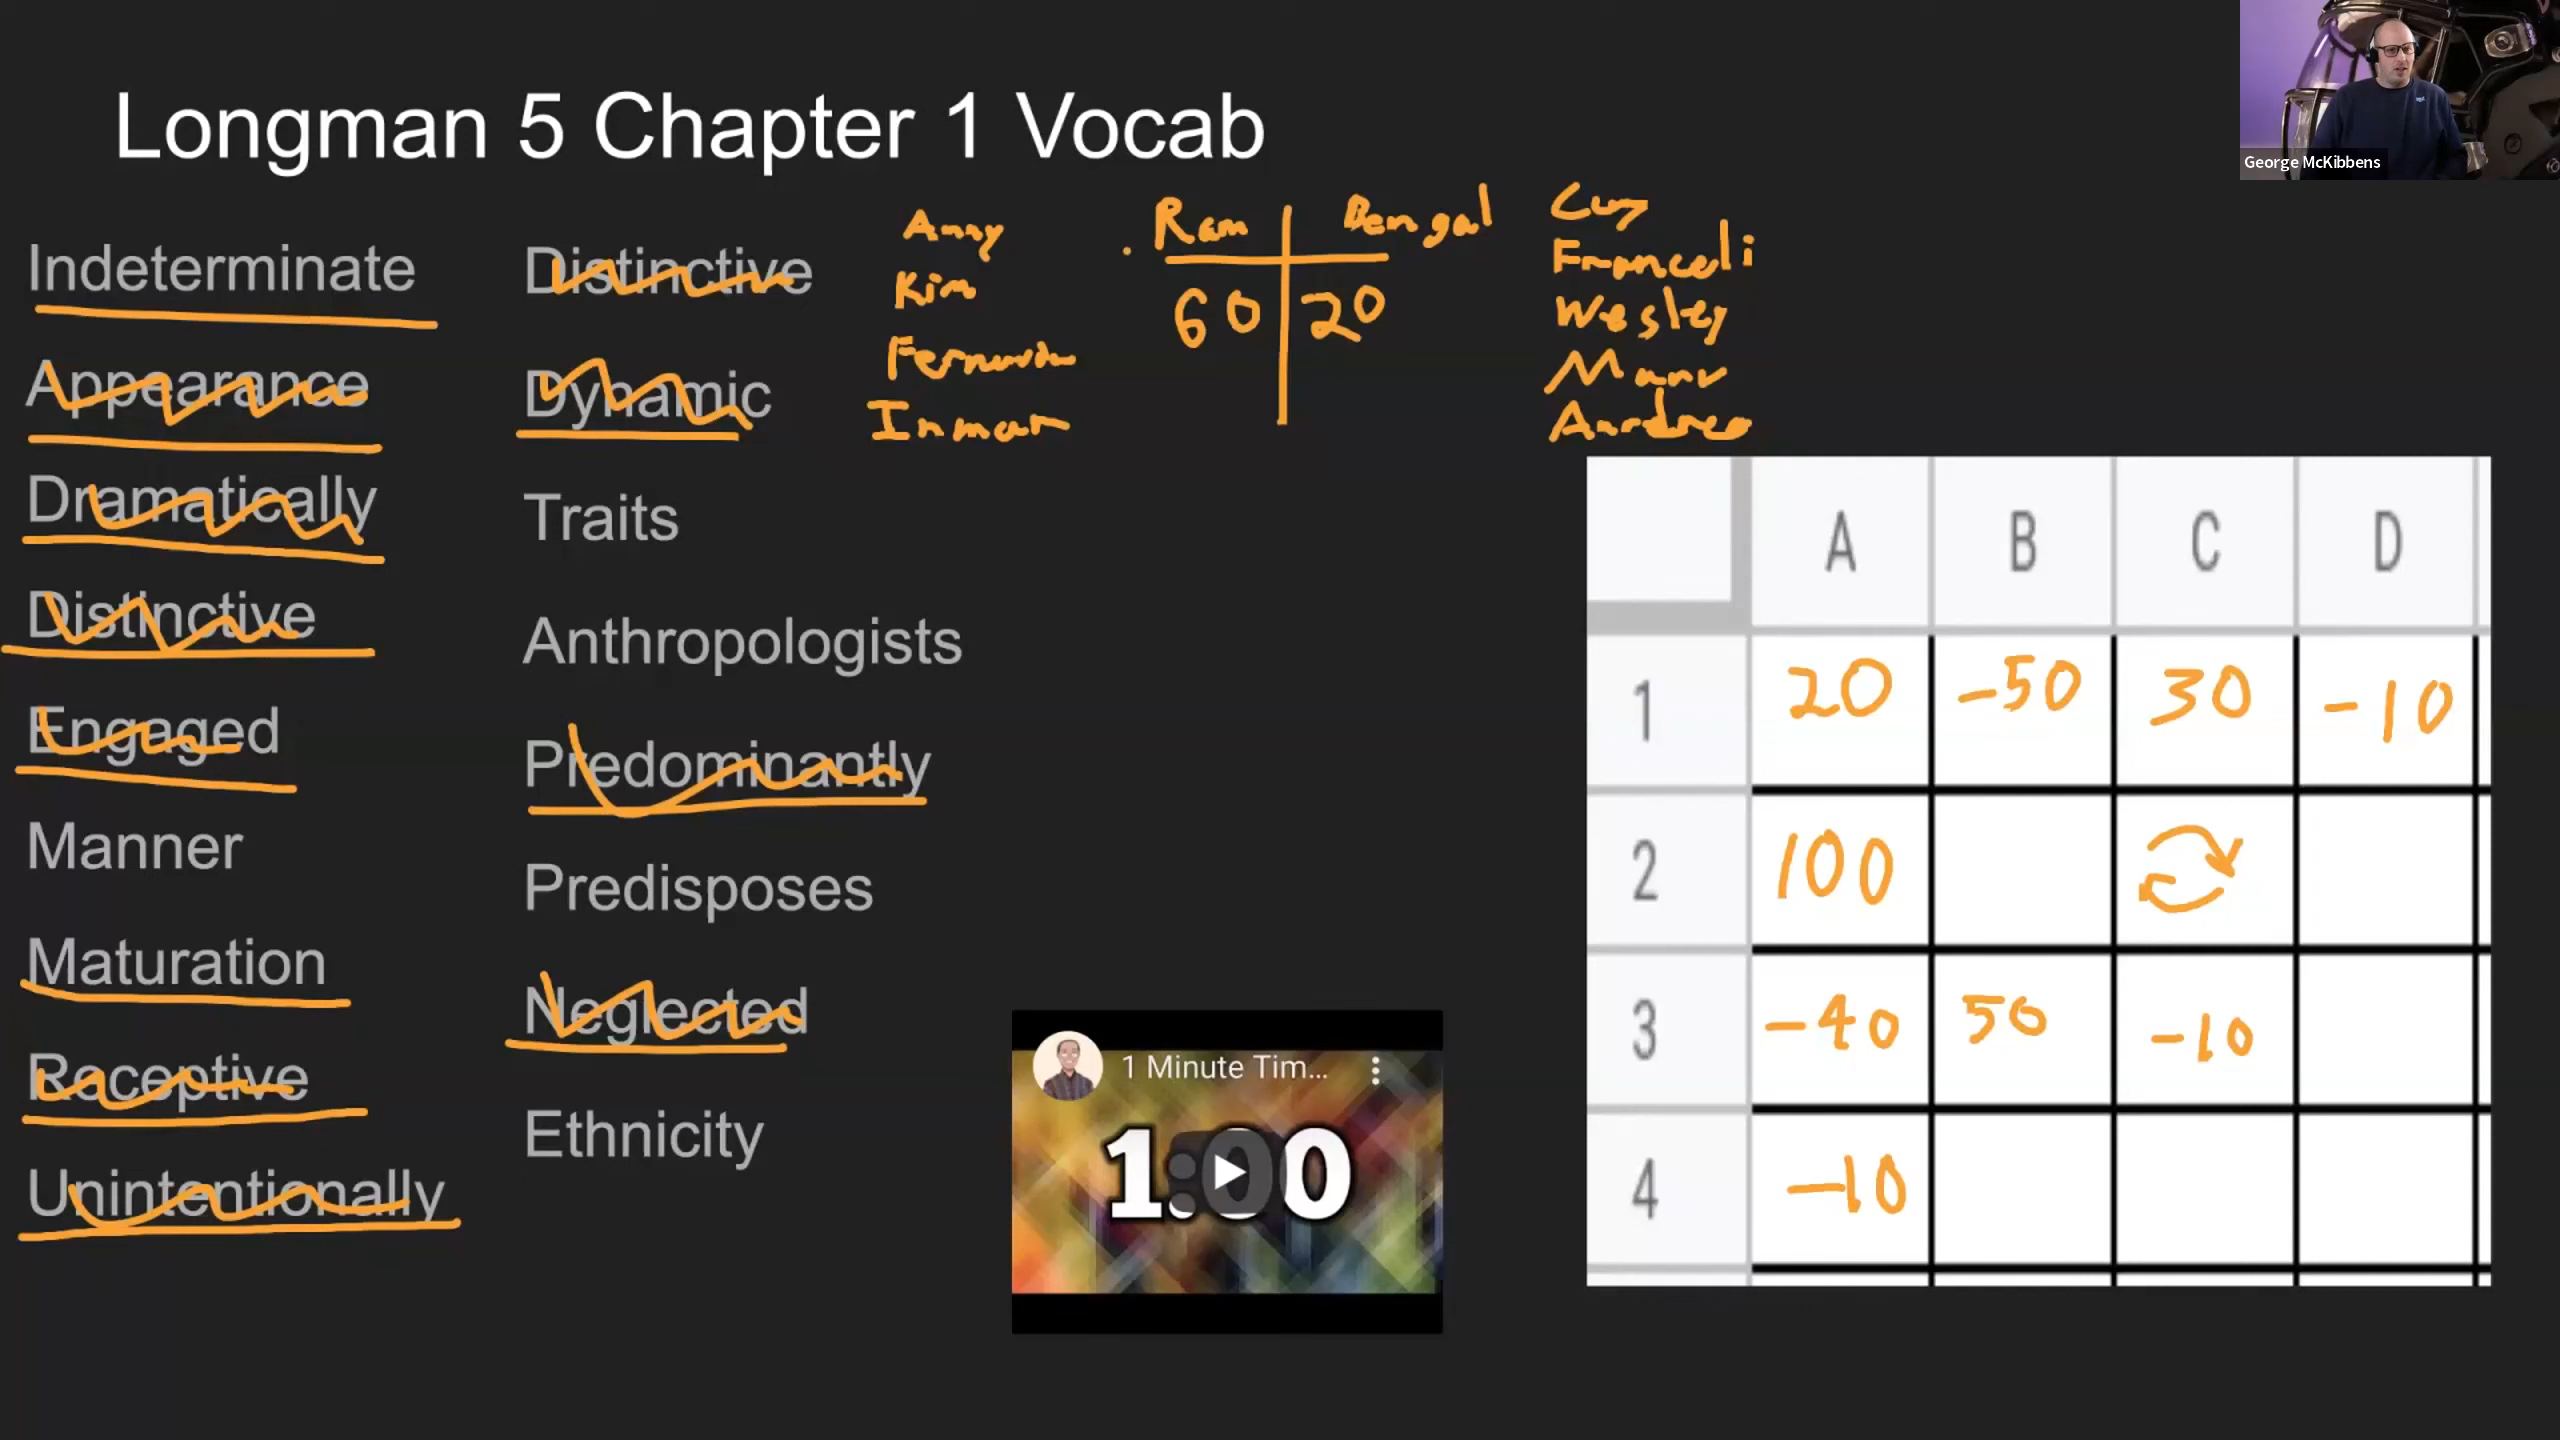 Longman 5 Chapter 1 Vocab
George McKibbens
Indeterminate
Appearance
Dramatically
Distinctive
Engaged
Manner
Maturation
Receptive
Unintentionally
Distinctive
Dynamic
Traits
Anthropologists
Predominantly
Predisposes
Neglected
Ethnicity
Kim
Inman
Ram Bengal
60 20
Wesley
A B C D
1 20 -50 30 -10
2 100
3 -40 50 -10
4 -10
1 Minute Tim...
1:00